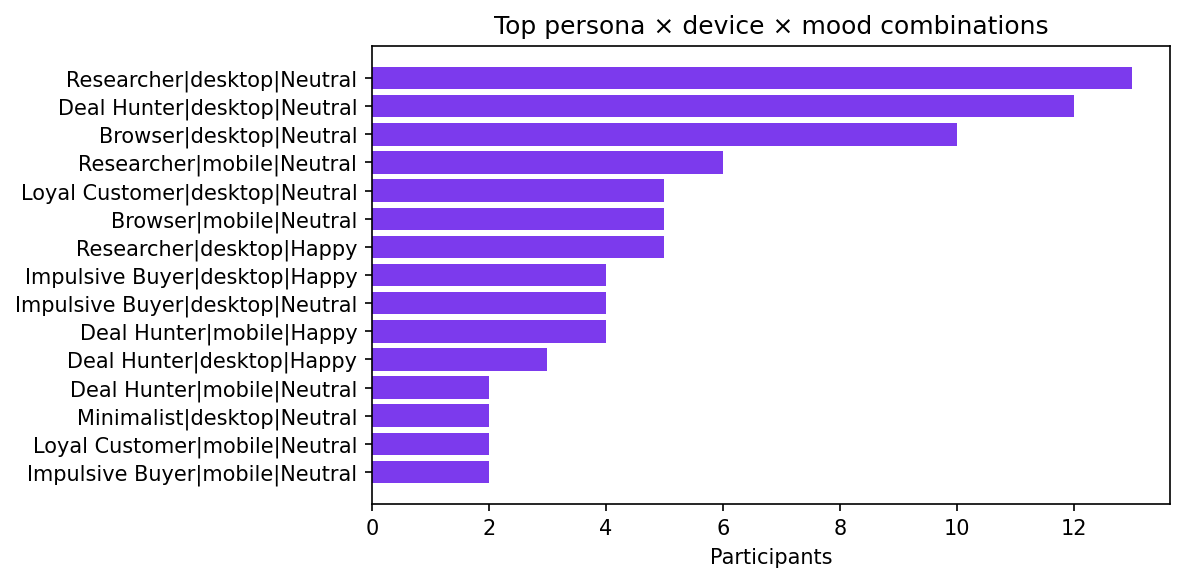 Top persona × device × mood combinations
Researcher|desktop|Neutral
Deal Hunter|desktop|Neutral
Browser|desktop|Neutral
Researcher|mobile|Neutral
Loyal Customer|desktop|Neutral
Browser|mobile|Neutral
Researcher|desktop|Happy
Impulsive Buyer|desktop|Happy
Impulsive Buyer|desktop|Neutral
Deal Hunter|mobile|Happy
Deal Hunter|desktop|Happy
Deal Hunter|mobile|Neutral
Minimalist|desktop|Neutral
Loyal Customer|mobile|Neutral
Impulsive Buyer|mobile|Neutral
0 2 4 6 8 10 12
Participants